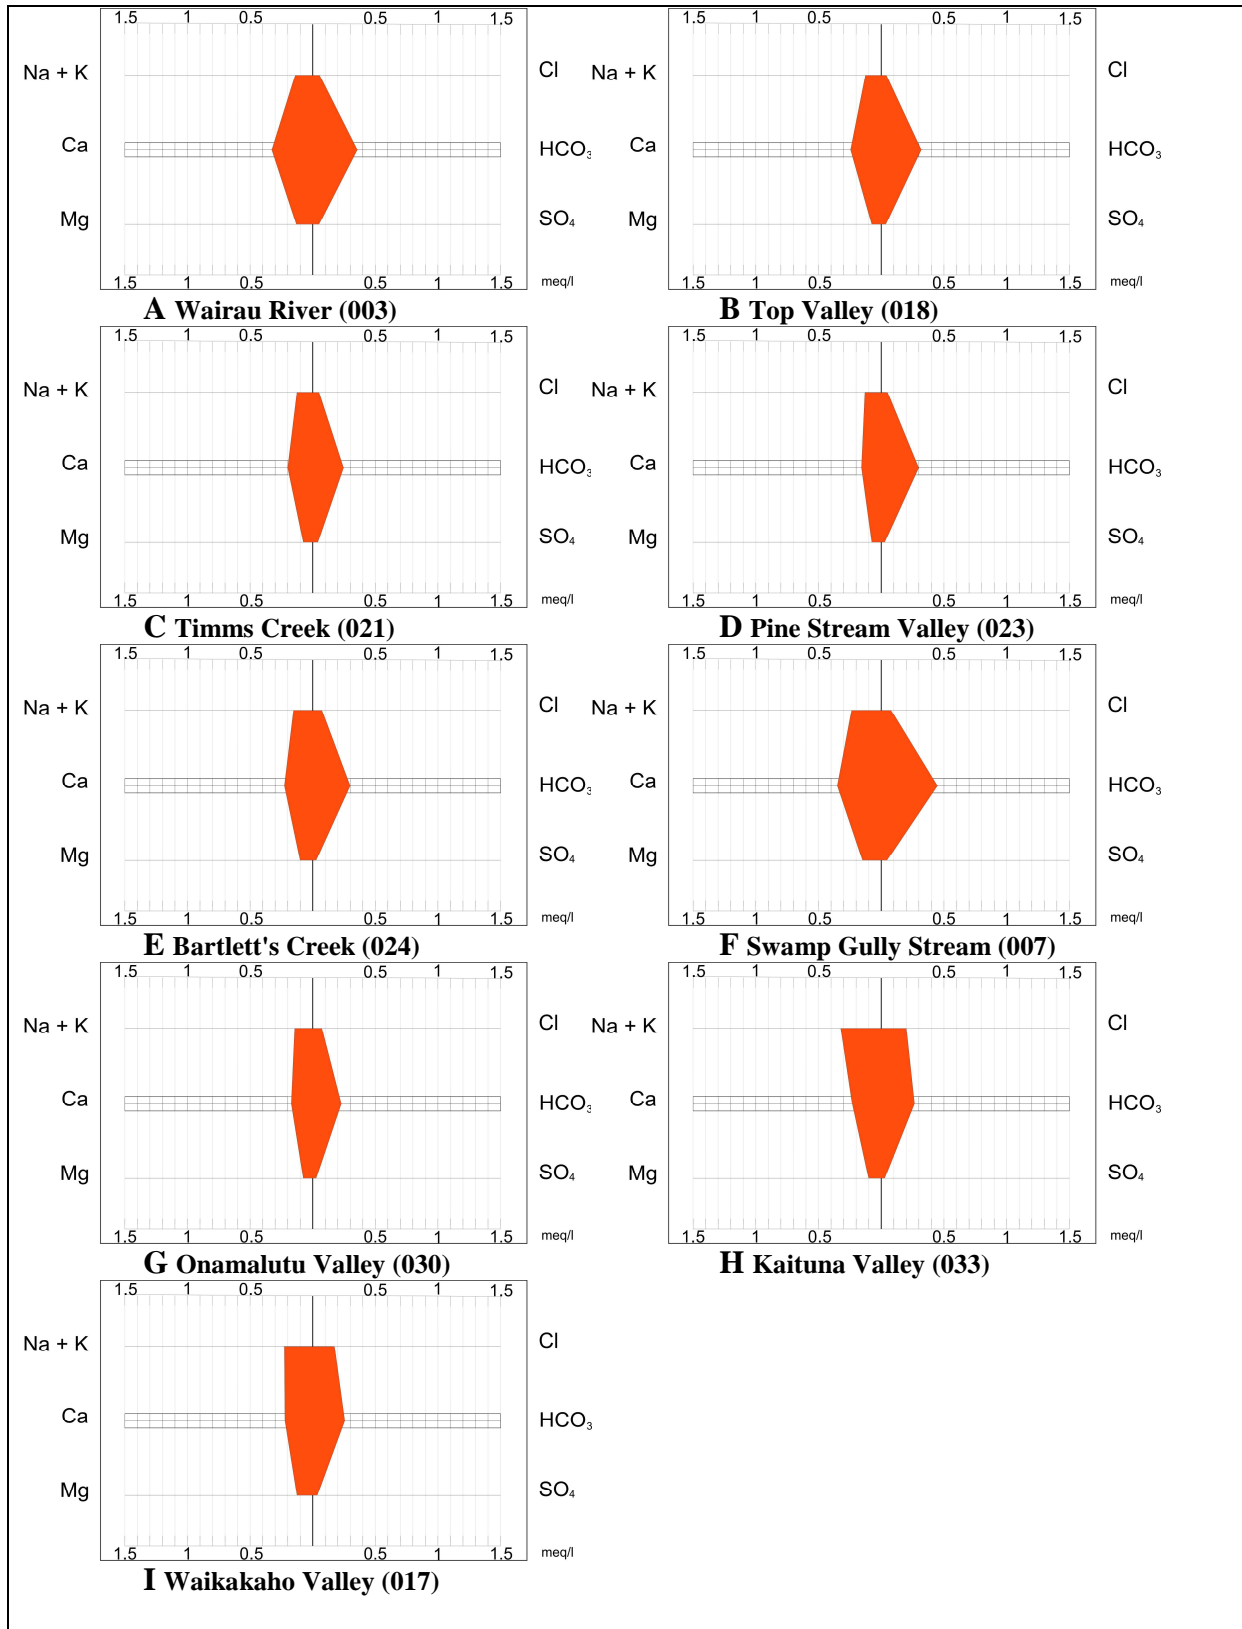 1.5 1 0.5 0.5 1 1.5 1.5 1 0.5 0.5 1 1.5
Na + K Cl Na + K Cl
Ca HCO₃ Ca HCO₃
Mg SO₄ Mg SO₄
1.5 1 0.5 0.5 1 1.5 meq/l 1.5 1 0.5 0.5 1 1.5 meq/l
A Wairau River (003) B Top Valley (018)
1.5 1 0.5 0.5 1 1.5 1.5 1 0.5 0.5 1 1.5
Na + K Cl Na + K Cl
Ca HCO₃ Ca HCO₃
Mg SO₄ Mg SO₄
1.5 1 0.5 0.5 1 1.5 meq/l 1.5 1 0.5 0.5 1 1.5 meq/l
C Timms Creek (021) D Pine Stream Valley (023)
1.5 1 0.5 0.5 1 1.5 1.5 1 0.5 0.5 1 1.5
Na + K Cl Na + K Cl
Ca HCO₃ Ca HCO₃
Mg SO₄ Mg SO₄
1.5 1 0.5 0.5 1 1.5 meq/l 1.5 1 0.5 0.5 1 1.5 meq/l
E Bartlett's Creek (024) F Swamp Gully Stream (007)
1.5 1 0.5 0.5 1 1.5 1.5 1 0.5 0.5 1 1.5
Na + K Cl Na + K Cl
Ca HCO₃ Ca HCO₃
Mg SO₄ Mg SO₄
1.5 1 0.5 0.5 1 1.5 meq/l 1.5 1 0.5 0.5 1 1.5 meq/l
G Onamalutu Valley (030) H Kaituna Valley (033)
1.5 1 0.5 0.5 1 1.5
Na + K Cl
Ca HCO₃
Mg SO₄
1.5 1 0.5 0.5 1 1.5 meq/l
I Waikakaho Valley (017)